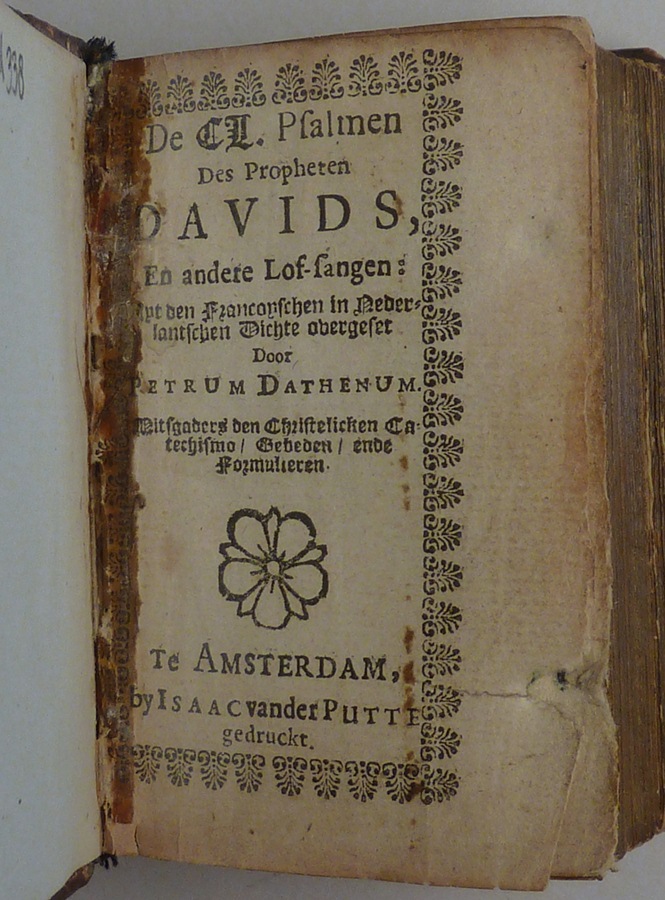 338
De CL. Psalmen
Des Propheten
DAVIDS,
En andere Lof-sangen:
Uyt den Francoyschen in Neder-
lantschen Dichte overgeset
Door
PETRUM DATHENUM.
Mitsgaders den Christelicken Ca-
techismo / Gebeden / ende
Formulieren.
Te AMSTERDAM,
by ISAAC vander PUTTE
gedruckt.